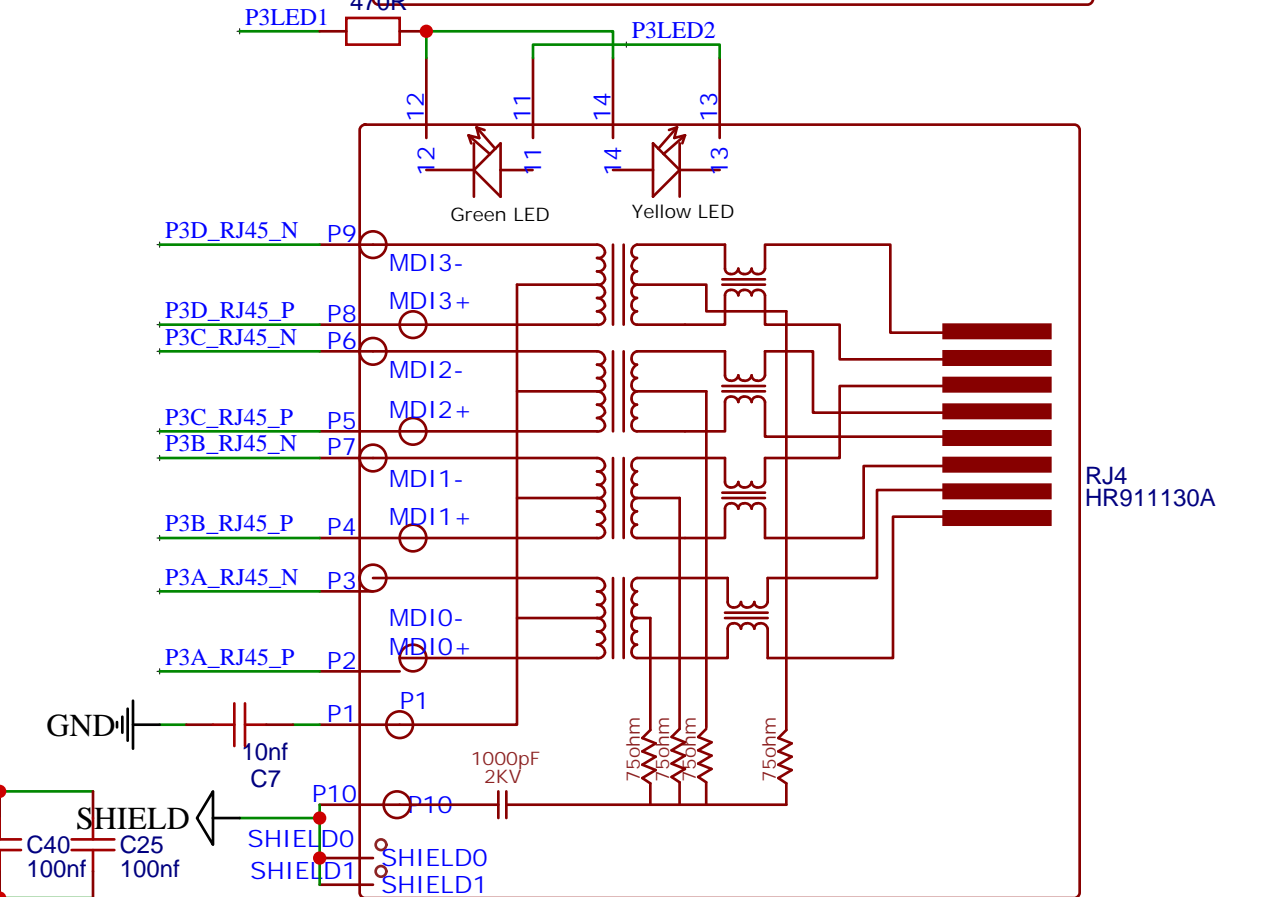 470R
P3LED1
P3LED2
12
11
14
13
12
11
14
13
Green LED
Yellow LED
P3D_RJ45_N
P9
MDI3-
MDI3+
P3D_RJ45_P
P8
P3C_RJ45_N
P6
MDI2-
MDI2+
P3C_RJ45_P
P5
P3B_RJ45_N
P7
RJ4
MDI1-
HR911130A
MDI1+
P3B_RJ45_P
P4
P3A_RJ45_N
P3
MDI0-
MDI0+
P3A_RJ45_P
P2
P1
P1
GND
10nf
C7
1000pF
2KV
75ohm
75ohm
75ohm
75ohm
P10
P10
SHIELD
SHIELD0
C40
C25
SHIELD0
100nf
100nf
SHIELD1
SHIELD1